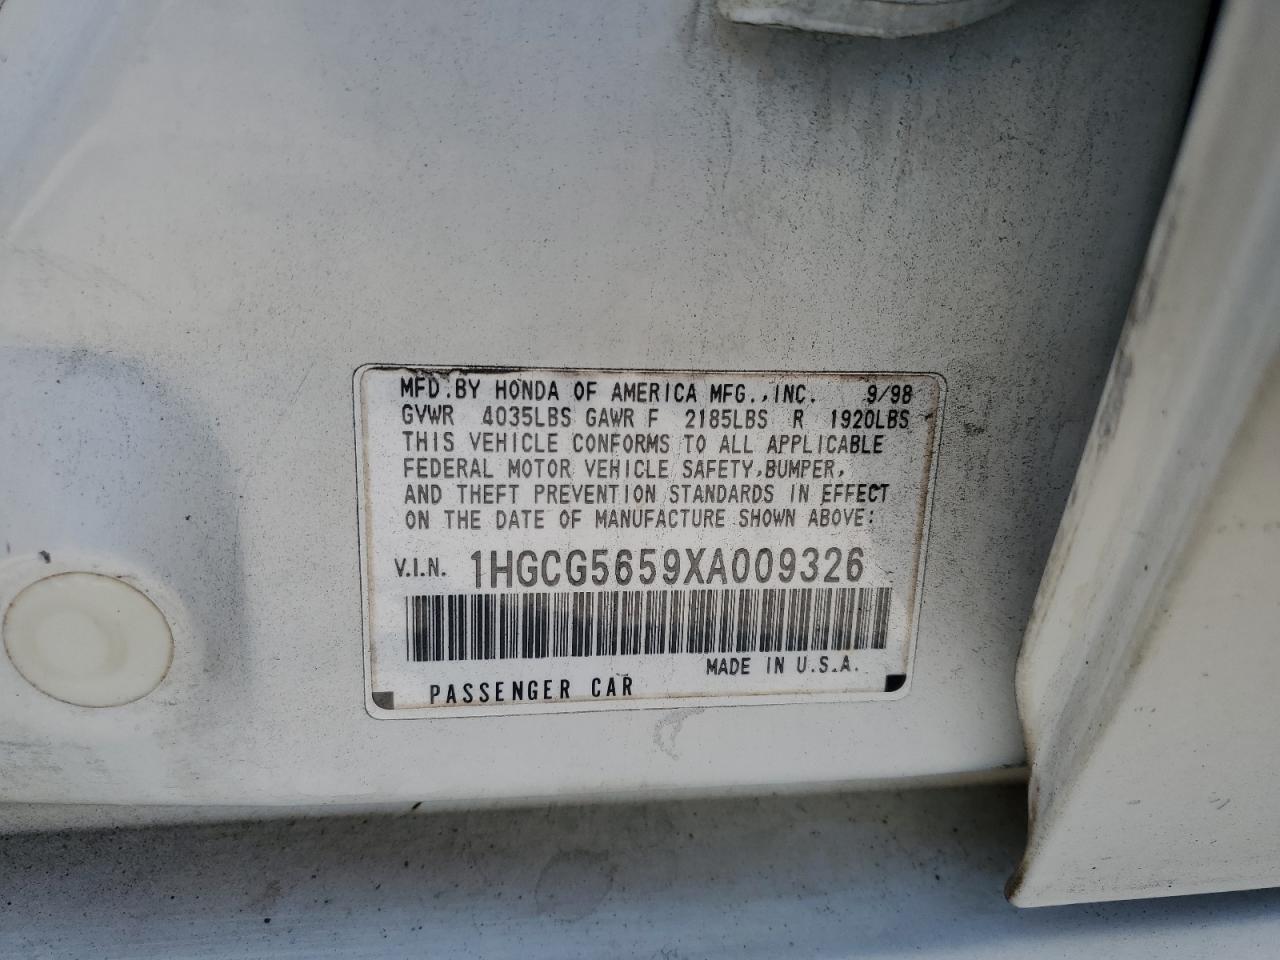 MFD. BY HONDA OF AMERICA MFG., INC. 9/98
GVWR 4035LBS GAWR F 2185LBS R 1920LBS
THIS VEHICLE CONFORMS TO ALL APPLICABLE
FEDERAL MOTOR VEHICLE SAFETY, BUMPER,
AND THEFT PREVENTION STANDARDS IN EFFECT
ON THE DATE OF MANUFACTURE SHOWN ABOVE:
V.I.N. 1HGCG5659XA009326
MADE IN U.S.A.
PASSENGER CAR